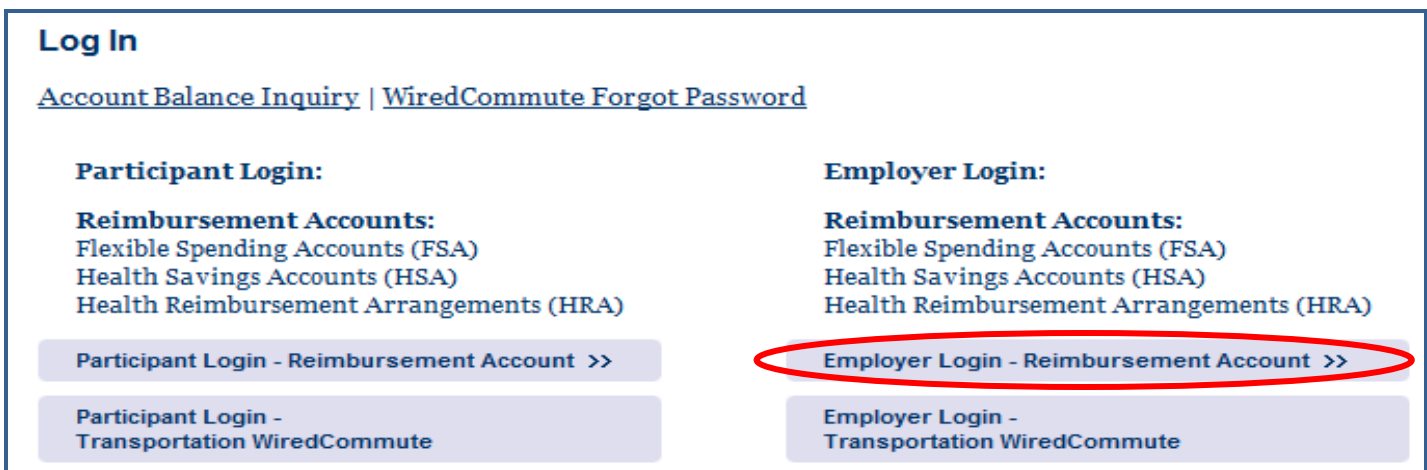 Log In
Account Balance Inquiry | WiredCommute Forgot Password
Participant Login:
Reimbursement Accounts:
Flexible Spending Accounts (FSA)
Health Savings Accounts (HSA)
Health Reimbursement Arrangements (HRA)
Participant Login - Reimbursement Account >>
Participant Login -
Transportation WiredCommute
Employer Login:
Reimbursement Accounts:
Flexible Spending Accounts (FSA)
Health Savings Accounts (HSA)
Health Reimbursement Arrangements (HRA)
Employer Login - Reimbursement Account >>
Employer Login -
Transportation WiredCommute